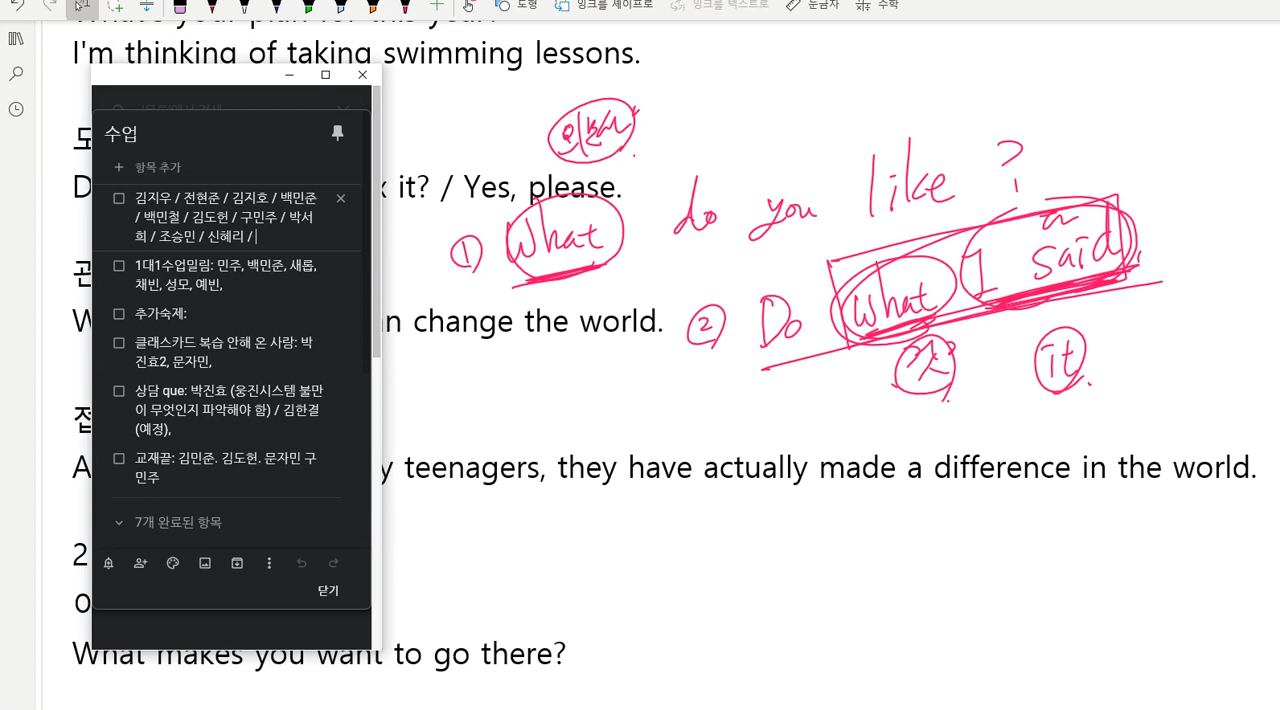 도형
잉크를 셰이프로
잉크를 텍스트로
눈금자
수학
I'm thinking of taking swimming lessons.
수업
항목 추가
김지우 / 전현준 / 김지호 / 백민준
/ 백민철 / 김도헌 / 구민주 / 박서
희 / 조승민 / 신혜리 /
1대1수업밀림: 민주, 백민준, 새롭,
채빈, 성모, 예빈,
추가숙제:
클래스카드 복습 안해 온 사람: 박
진효2, 문자민,
상담 que: 박진효 (웅진시스템 불만
이 무엇인지 파악해야 함) / 김한결
(예정),
교재끝: 김민준. 김도현. 문자민 구
민주
7개 완료된 항목
닫기
it? / Yes, please.
① What do you like?
② Do What I said.
것 it
an change the world.
y teenagers, they have actually made a difference in the world.
2
What makes you want to go there?